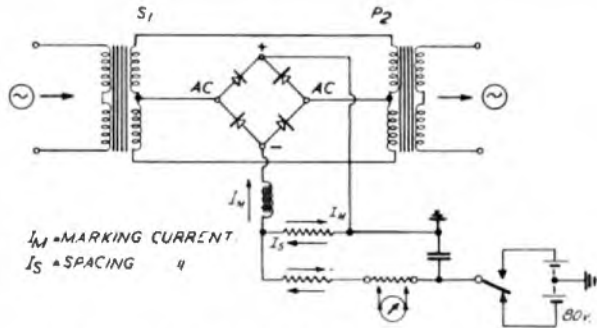 S1
P2
+
AC
AC
−
IM
IM
IS
IM = MARKING CURRENT
IS = SPACING "
80v.